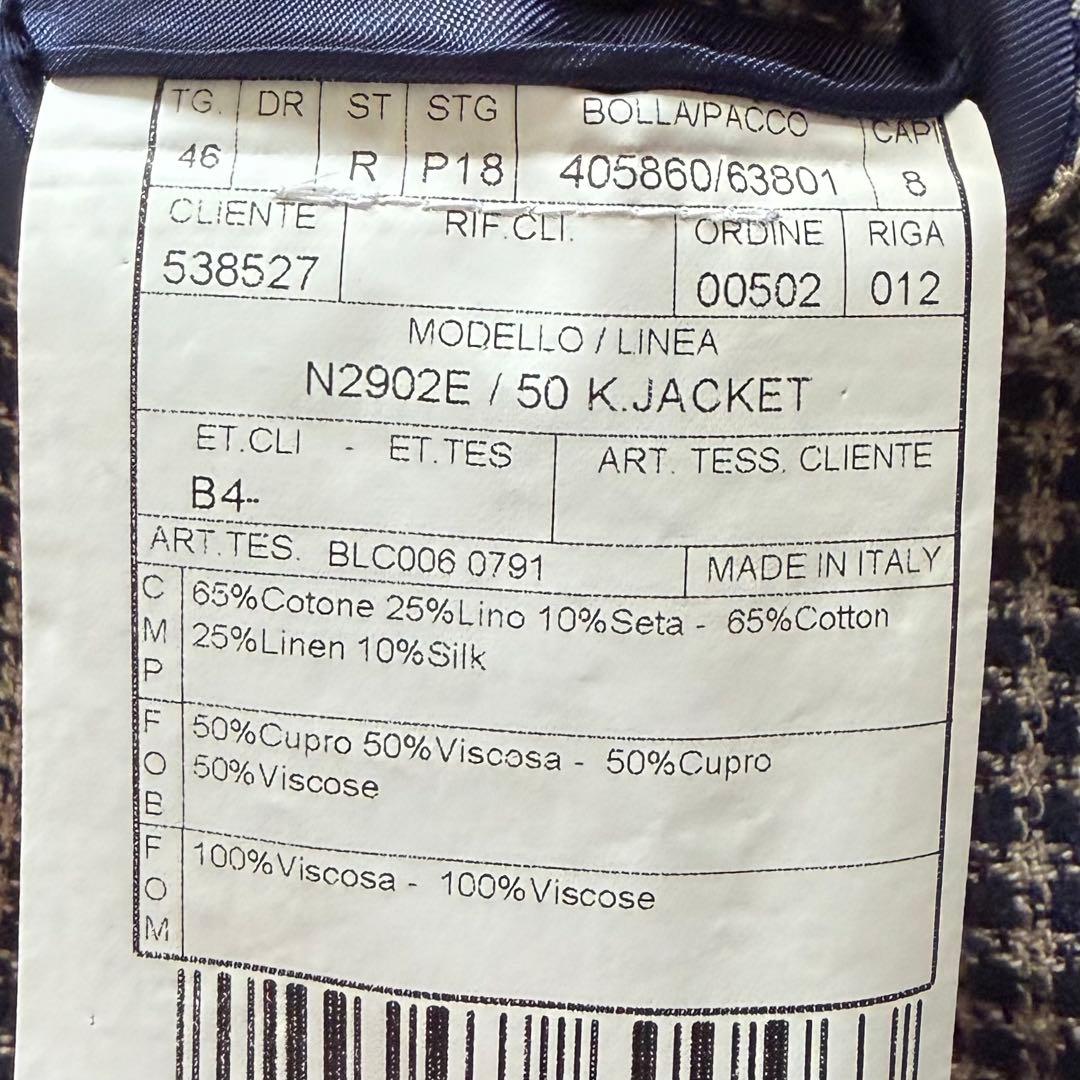 TG. DR ST STG BOLLA/PACCO CAPI
46 R P18 405860/63801 8
CLIENTE RIF.CLI. ORDINE RIGA
538527 00502 012
MODELLO / LINEA
N2902E / 50 K.JACKET
ET.CLI - ET.TES ART. TESS. CLIENTE
B4--
ART.TES. BLC006 0791 MADE IN ITALY
CMP
65%Cotone 25%Lino 10%Seta - 65%Cotton
25%Linen 10%Silk
FOB
50%Cupro 50%Viscosa - 50%Cupro
50%Viscose
FOM
100%Viscosa - 100%Viscose